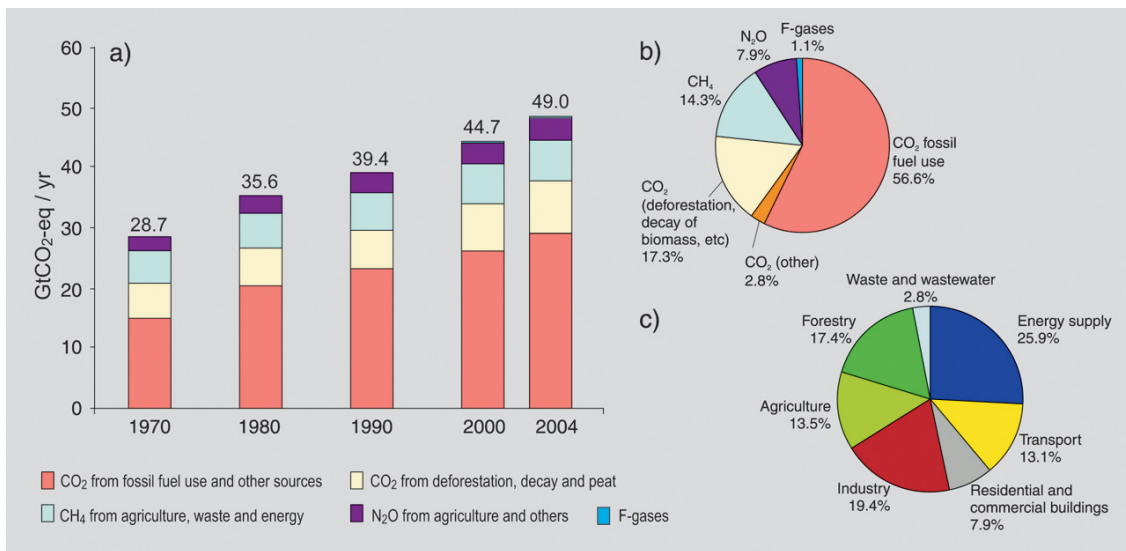 a)
GtCO₂-eq / yr
60
50
40
30
20
10
0
28.7
35.6
39.4
44.7
49.0
1970
1980
1990
2000
2004
CO₂ from fossil fuel use and other sources
CO₂ from deforestation, decay and peat
CH₄ from agriculture, waste and energy
N₂O from agriculture and others
F-gases
b)
F-gases
1.1%
N₂O
7.9%
CH₄
14.3%
CO₂ fossil
fuel use
56.6%
CO₂
(deforestation,
decay of
biomass, etc)
17.3%
CO₂ (other)
2.8%
c)
Waste and wastewater
2.8%
Forestry
17.4%
Energy supply
25.9%
Agriculture
13.5%
Transport
13.1%
Industry
19.4%
Residential and
commercial buildings
7.9%